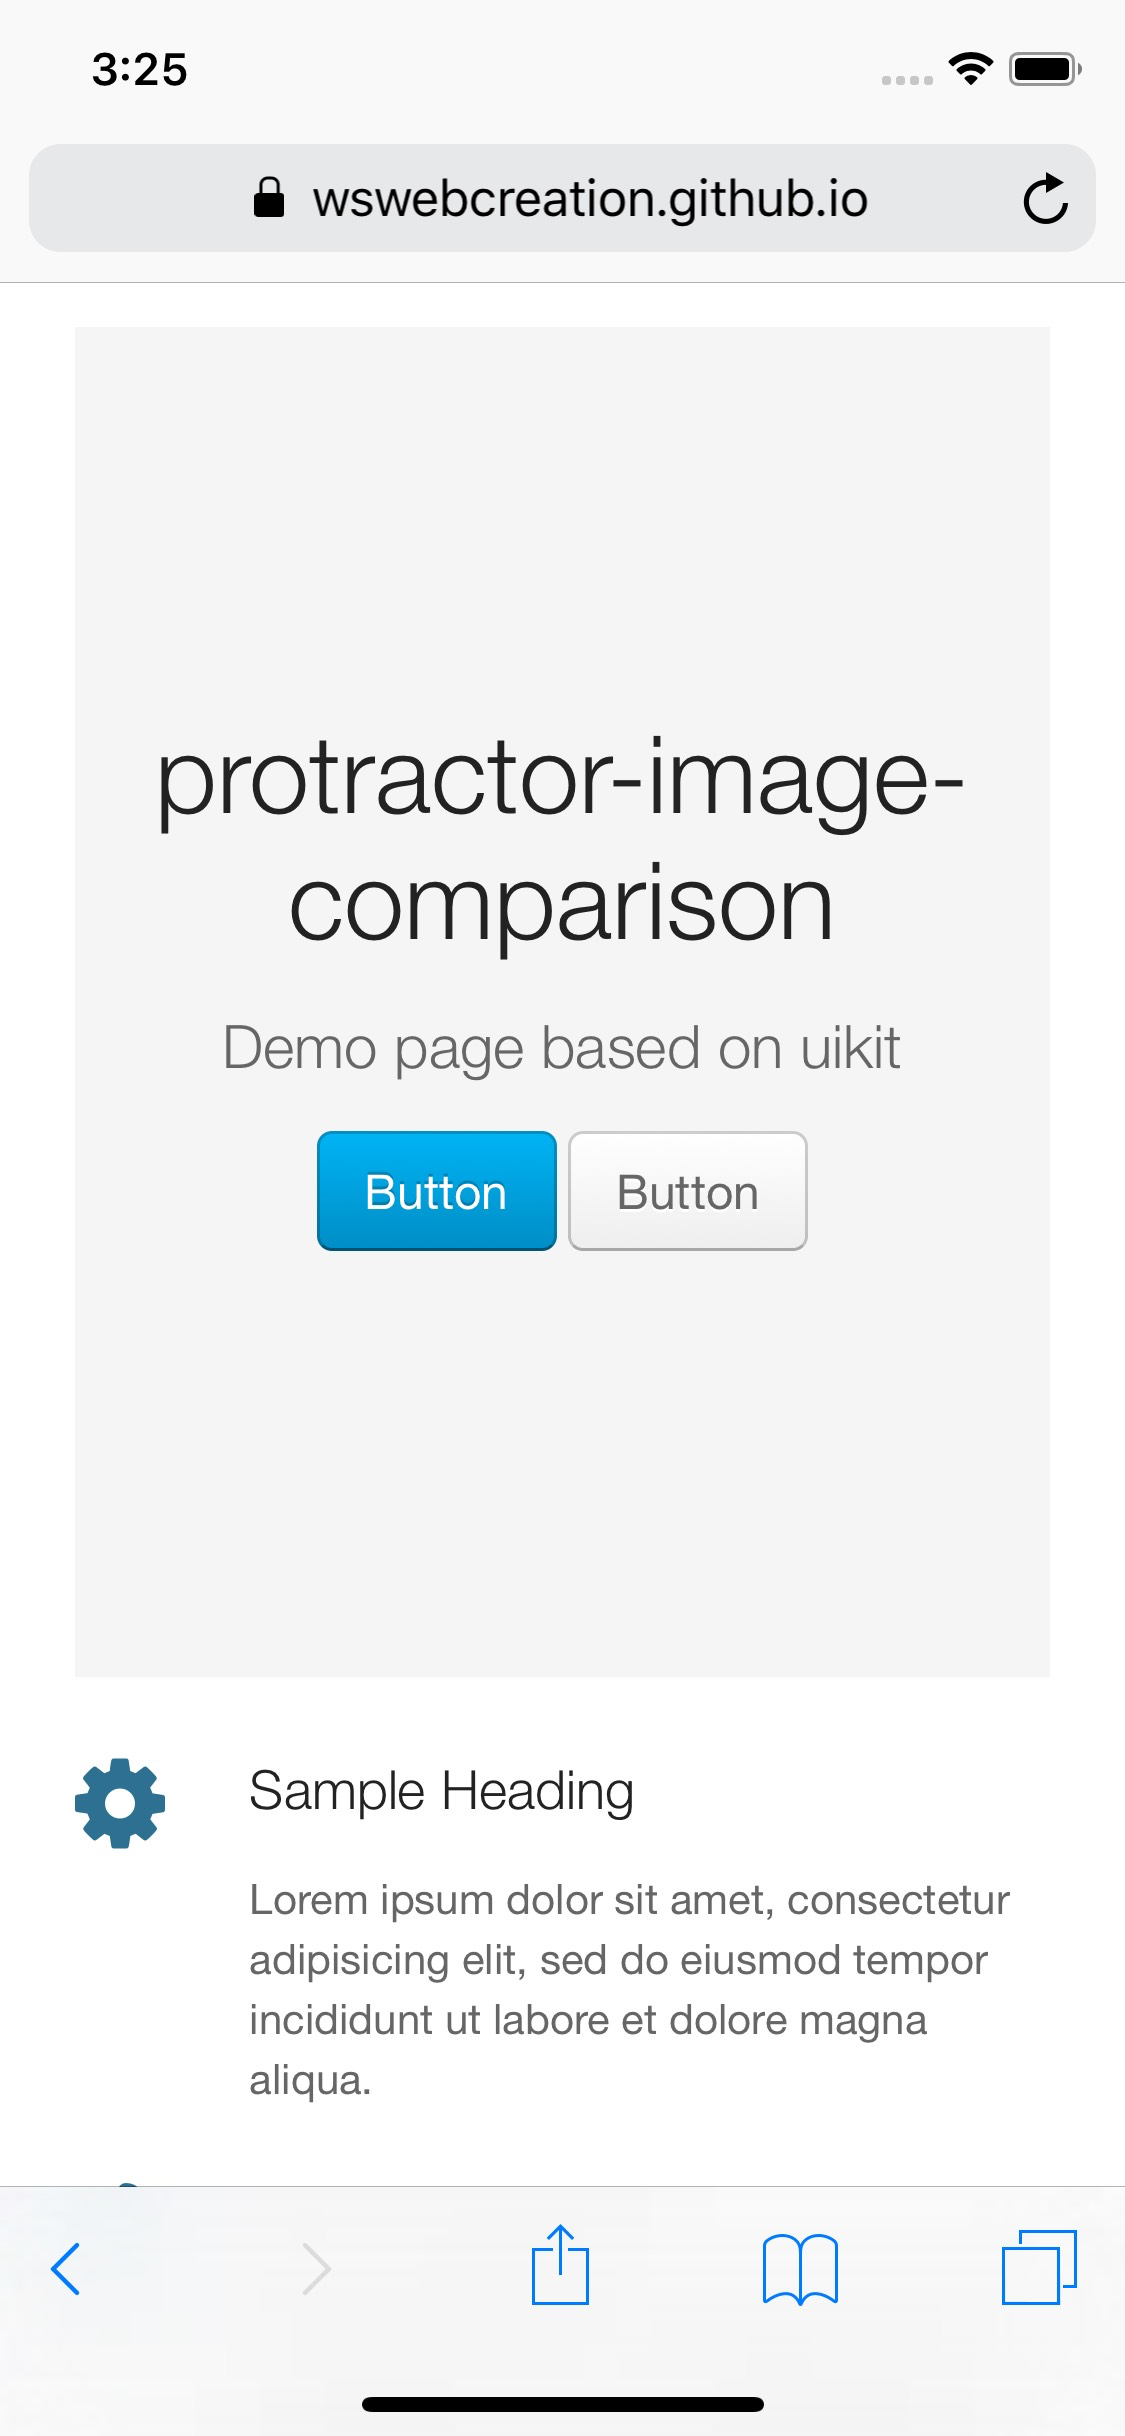 3:25
wswebcreation.github.io
protractor-image-
comparison
Demo page based on uikit
Button Button
Sample Heading
Lorem ipsum dolor sit amet, consectetur
adipisicing elit, sed do eiusmod tempor
incididunt ut labore et dolore magna
aliqua.